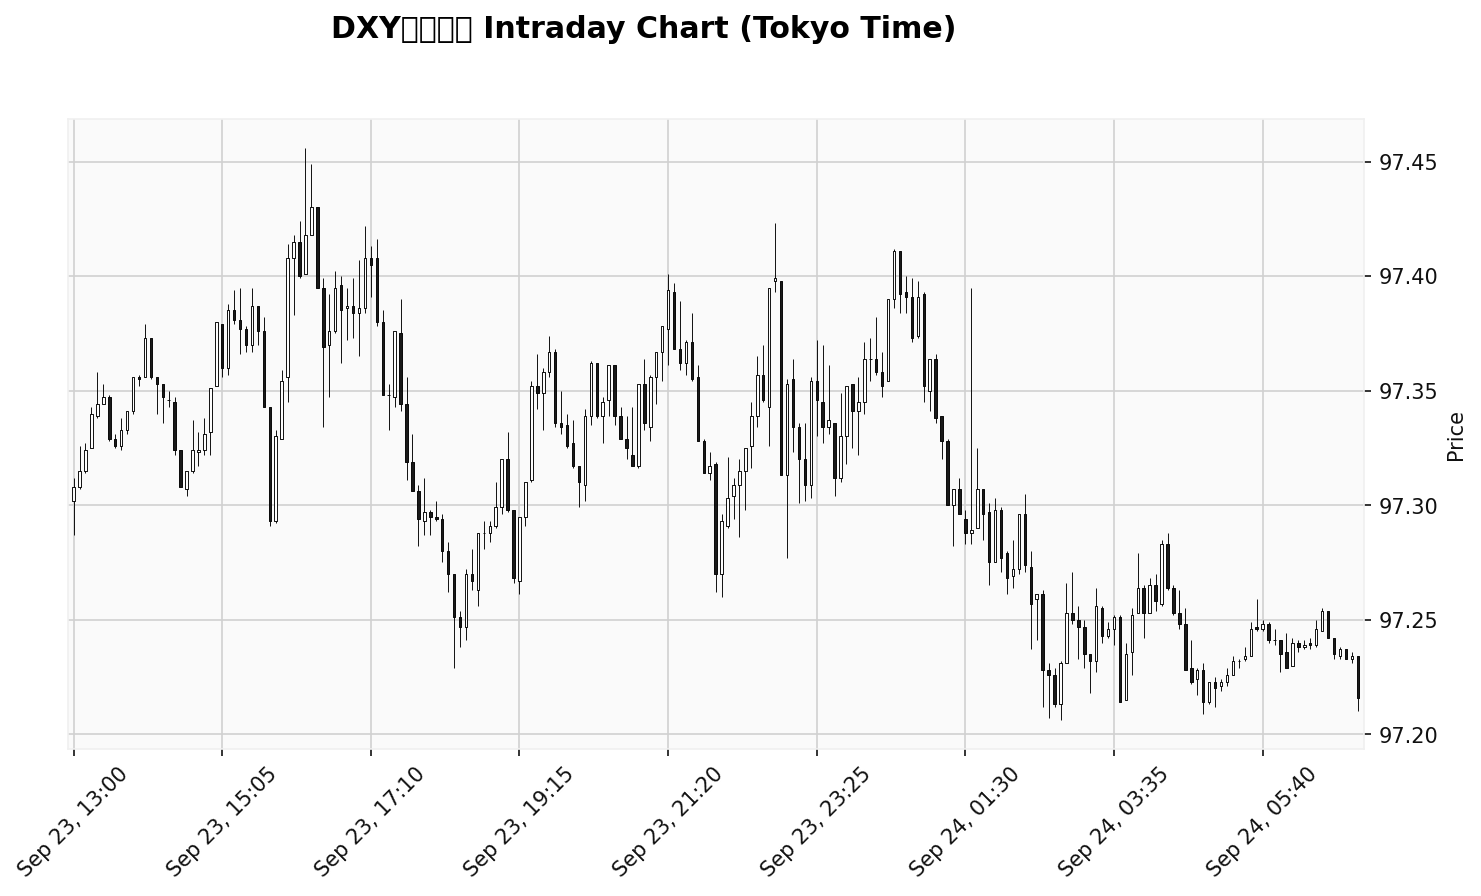 DXY Intraday Chart (Tokyo Time)
97.45
97.40
97.35
97.30
97.25
97.20
Price
Sep 23, 13:00
Sep 23, 15:05
Sep 23, 17:10
Sep 23, 19:15
Sep 23, 21:20
Sep 23, 23:25
Sep 24, 01:30
Sep 24, 03:35
Sep 24, 05:40